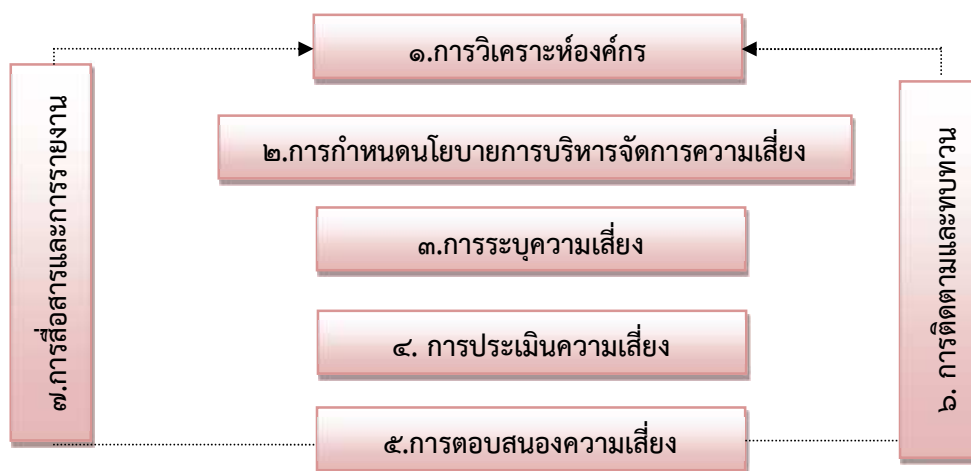 ๑.การวิเคราะห์องค์กร
๒.การกำหนดนโยบายการบริหารจัดการความเสี่ยง
๓.การระบุความเสี่ยง
๔. การประเมินความเสี่ยง
๕.การตอบสนองความเสี่ยง
๖. การติดตามและทบทวน
๗.การสื่อสารและการรายงาน